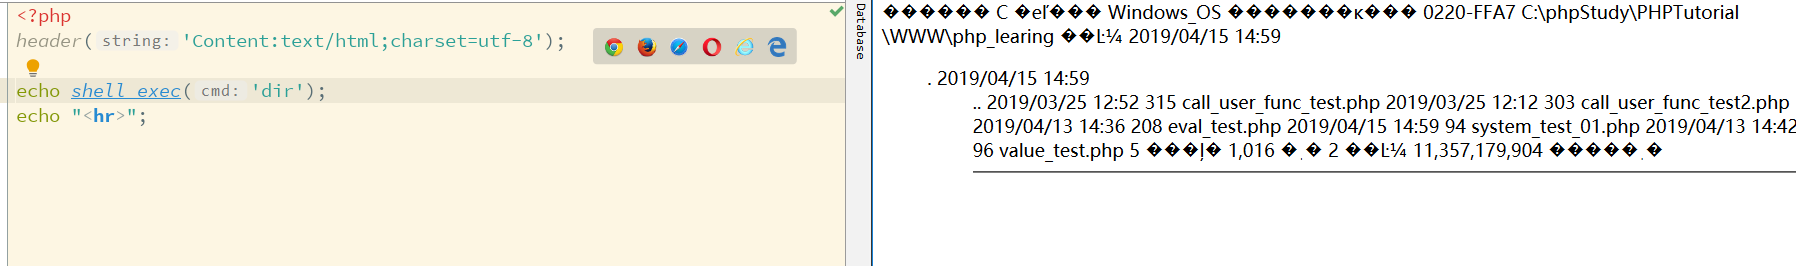 <?php
header( string: 'Content:text/html;charset=utf-8');
echo shell_exec( cmd: 'dir');
echo "<hr>";
Database
������ C �eľ��� Windows_OS �������к��� 0220-FFA7 C:\phpStudy\PHPTutorial
\WWW\php_learing ��Ŀ¼ 2019/04/15 14:59
. 2019/04/15 14:59
.. 2019/03/25 12:52 315 call_user_func_test.php 2019/03/25 12:12 303 call_user_func_test2.php
2019/04/13 14:36 208 eval_test.php 2019/04/15 14:59 94 system_test_01.php 2019/04/13 14:42
96 value_test.php 5 ���ļ� 1,016 �ֽ� 2 ��Ŀ¼ 11,357,179,904 �����ֽ�